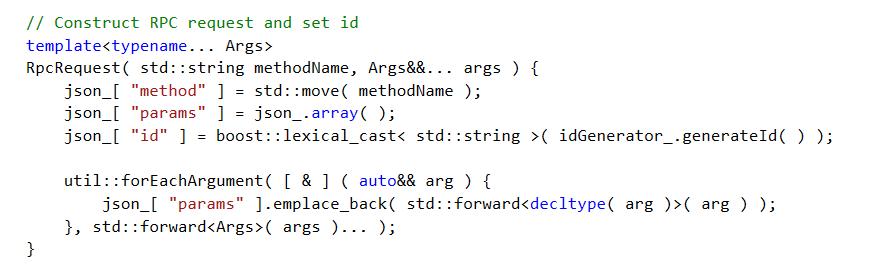 // Construct RPC request and set id
template<typename... Args>
RpcRequest( std::string methodName, Args&&... args ) {
    json_[ "method" ] = std::move( methodName );
    json_[ "params" ] = json_.array( );
    json_[ "id" ] = boost::lexical_cast< std::string >( idGenerator_.generateId( ) );

    util::forEachArgument( [ & ] ( auto&& arg ) {
        json_[ "params" ].emplace_back( std::forward<decltype( arg )>( arg ) );
    }, std::forward<Args>( args )... );
}